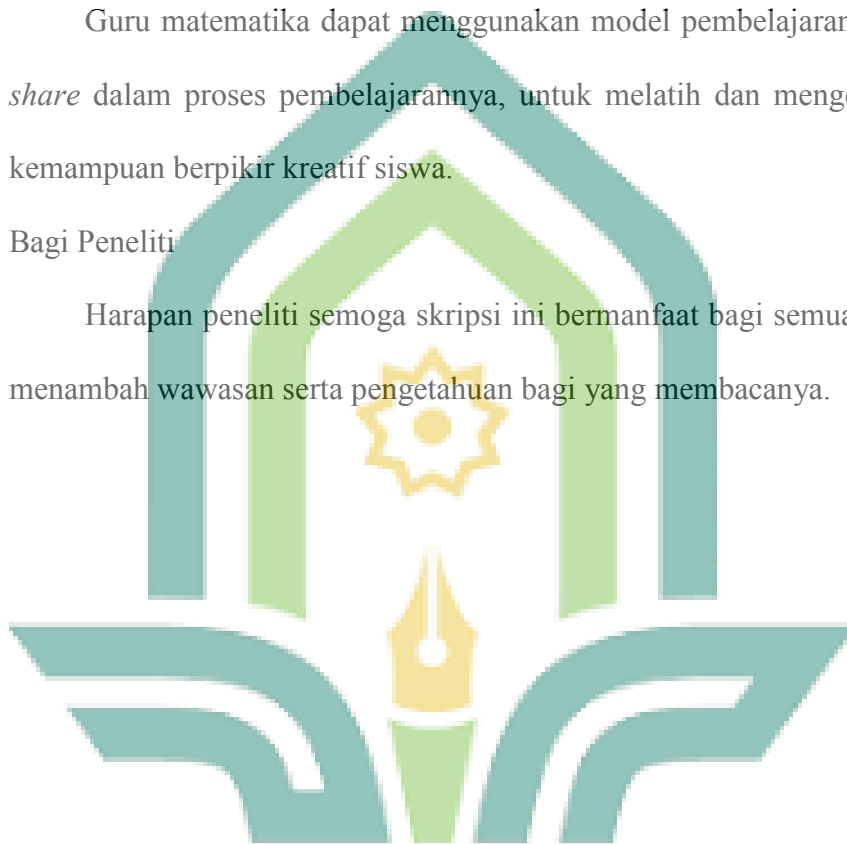 Guru matematika dapat menggunakan model pembelajaran
share dalam proses pembelajarannya, untuk melatih dan
kemampuan berpikir kreatif siswa.
Bagi Peneliti
Harapan peneliti semoga skripsi ini bermanfaat bagi semua
menambah wawasan serta pengetahuan bagi yang membacanya.